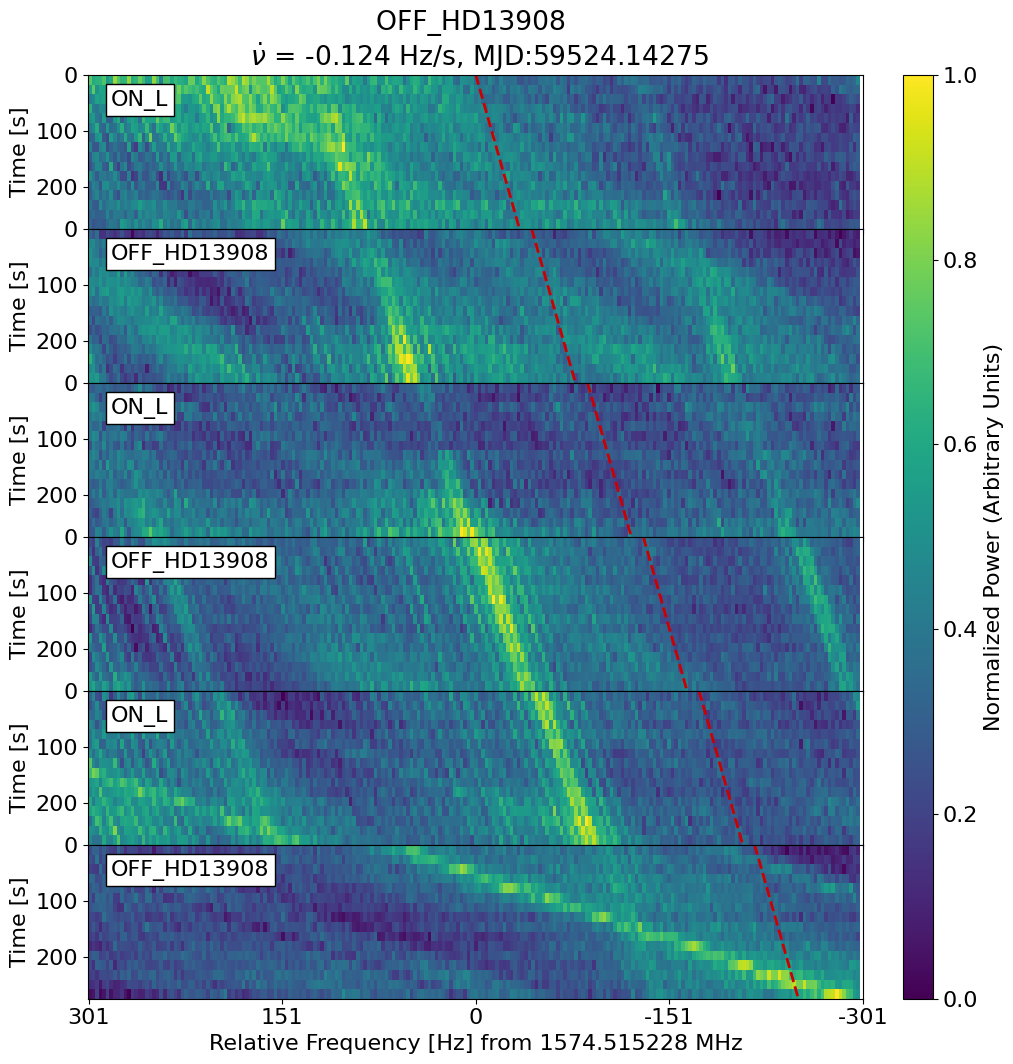 OFF_HD13908
ν̇ = -0.124 Hz/s, MJD:59524.14275
0
100
200
Time [s]
ON_L
0
100
200
Time [s]
OFF_HD13908
0
100
200
Time [s]
ON_L
0
100
200
Time [s]
OFF_HD13908
0
100
200
Time [s]
ON_L
0
100
200
Time [s]
OFF_HD13908
301 151 0 -151 -301
Relative Frequency [Hz] from 1574.515228 MHz
1.0
0.8
0.6
0.4
0.2
0.0
Normalized Power (Arbitrary Units)